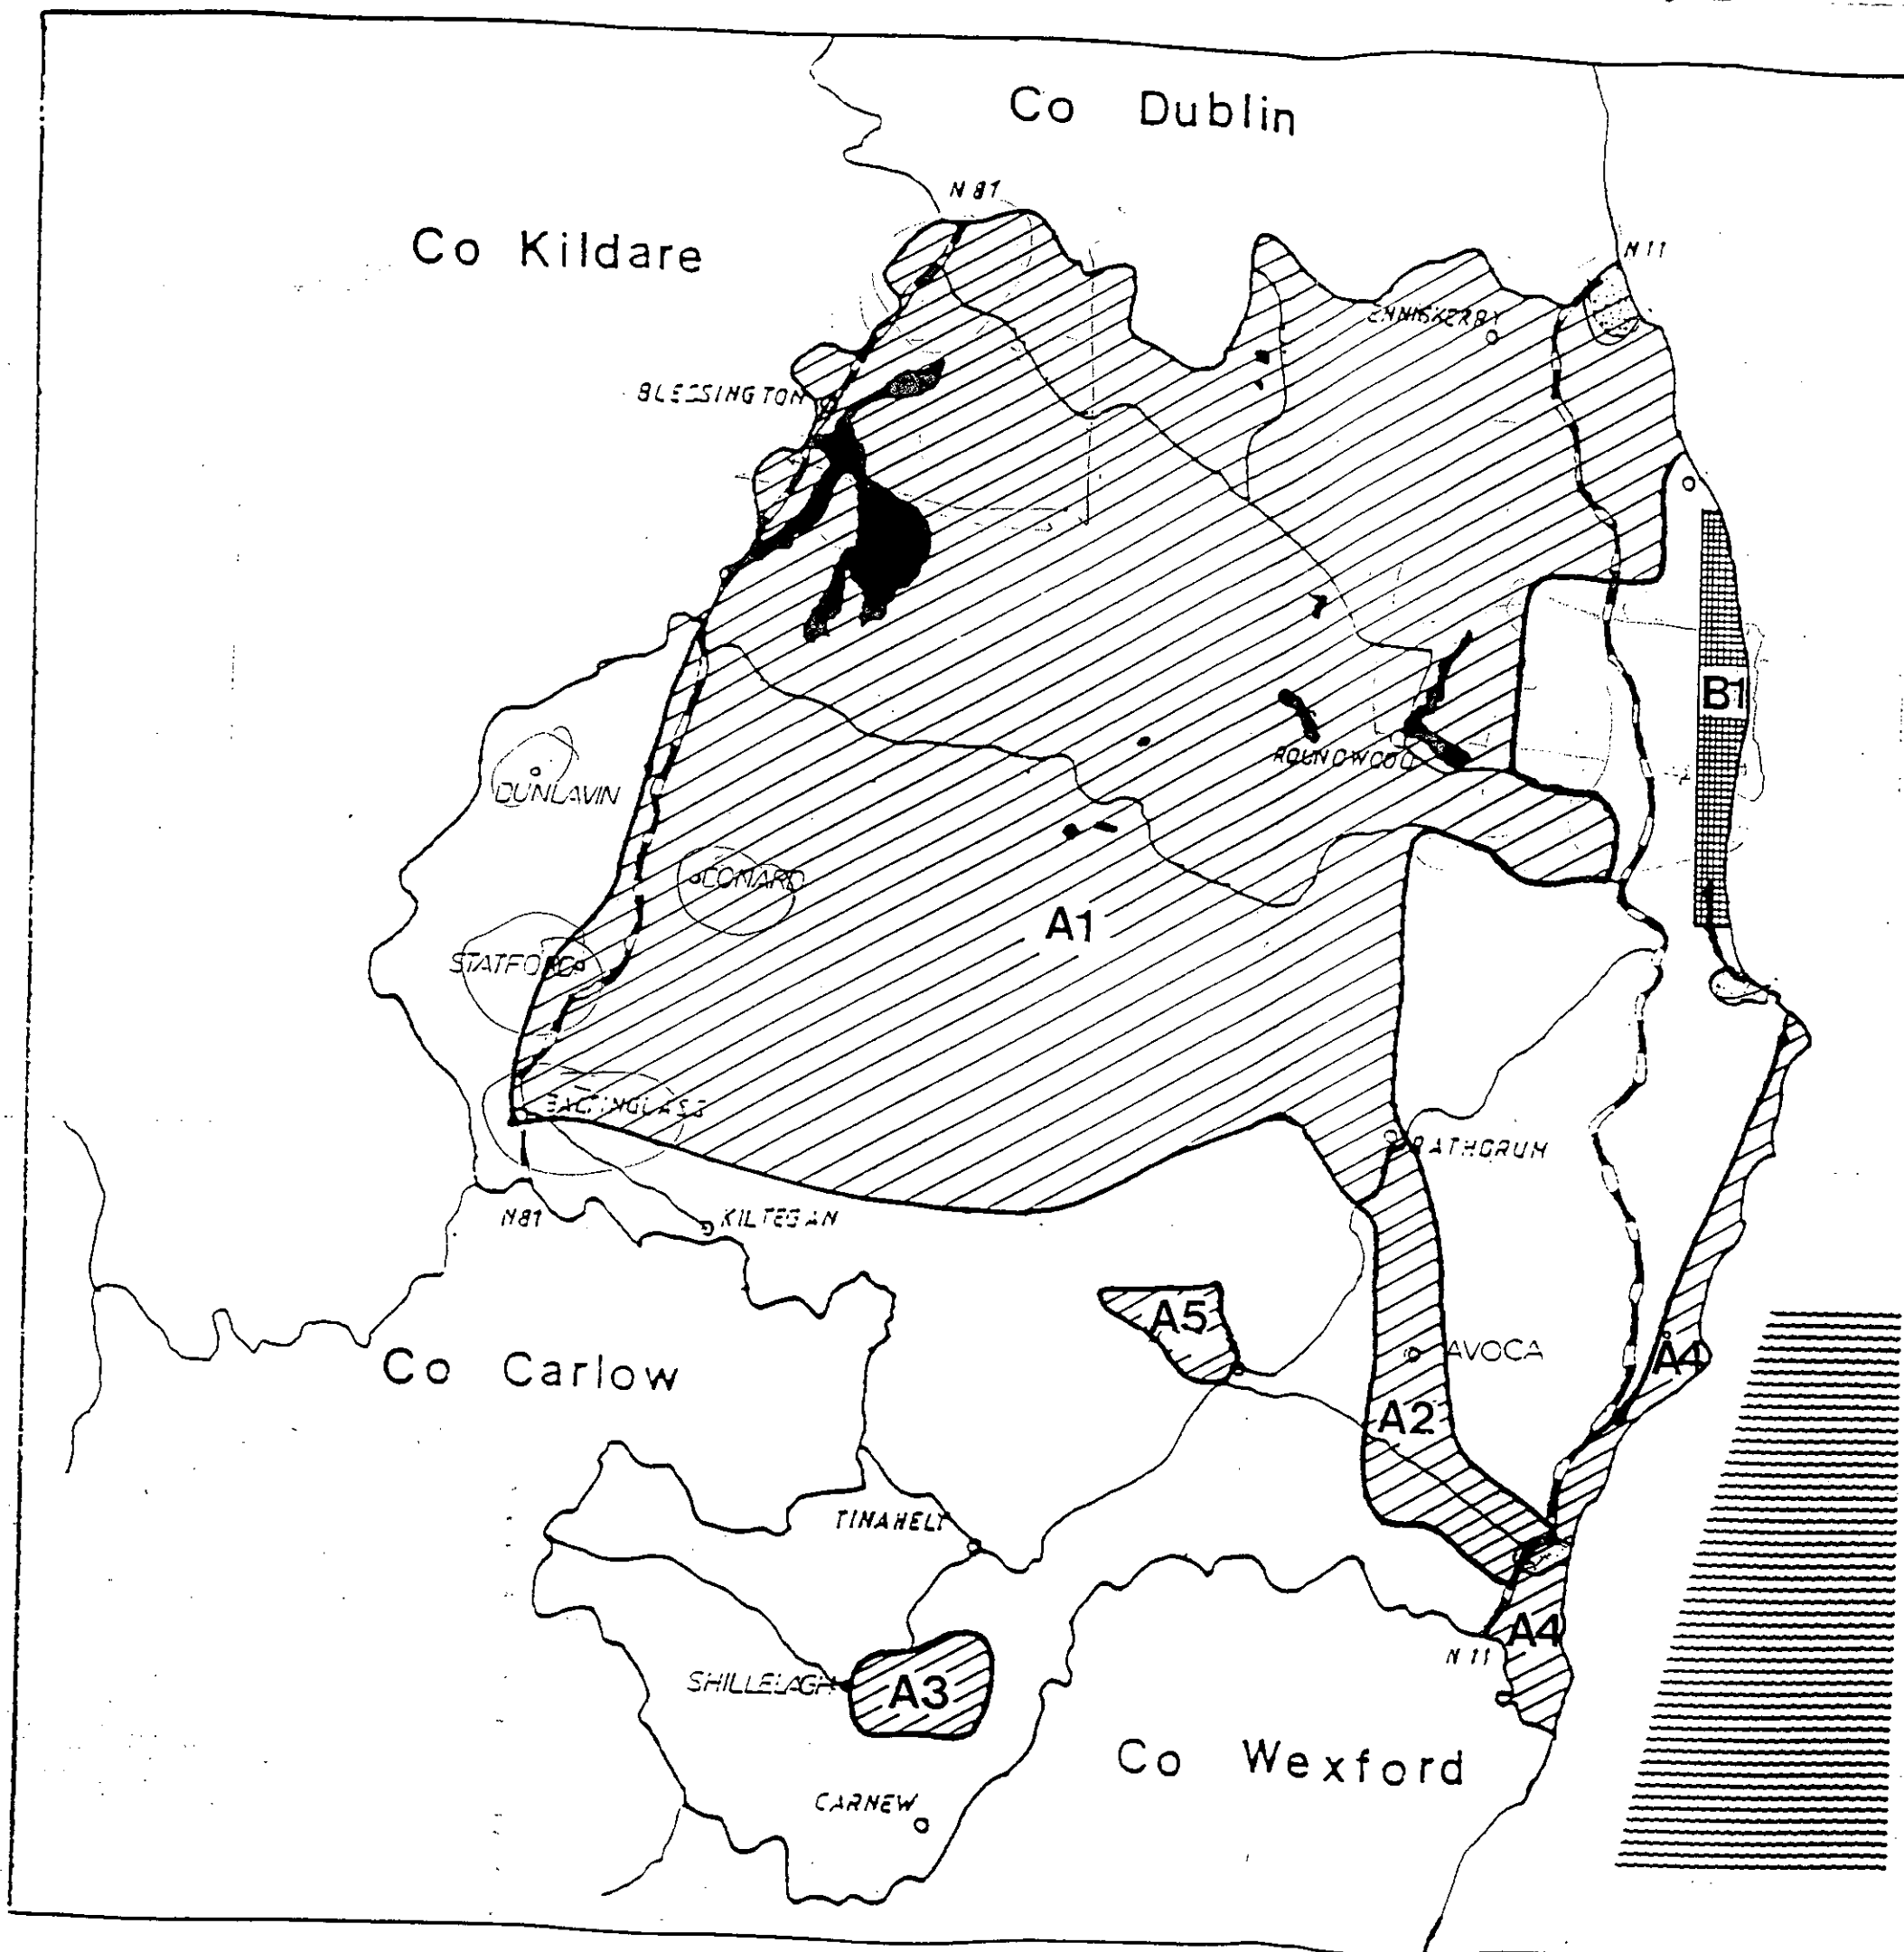 Co Dublin
N 81
Co Kildare
N 11
ENNISKERRY
BLESSINGTON
B1
ROUNDWOOD
DUNLAVIN
DONARD
A1
STATFORD
BALTINGLASS
RATHDRUM
N81
KILTEGAN
A5
Co Carlow
AVOCA
A4
A2
TINAHELY
A4
N 11
SHILLELAGH
A3
Co Wexford
CARNEW